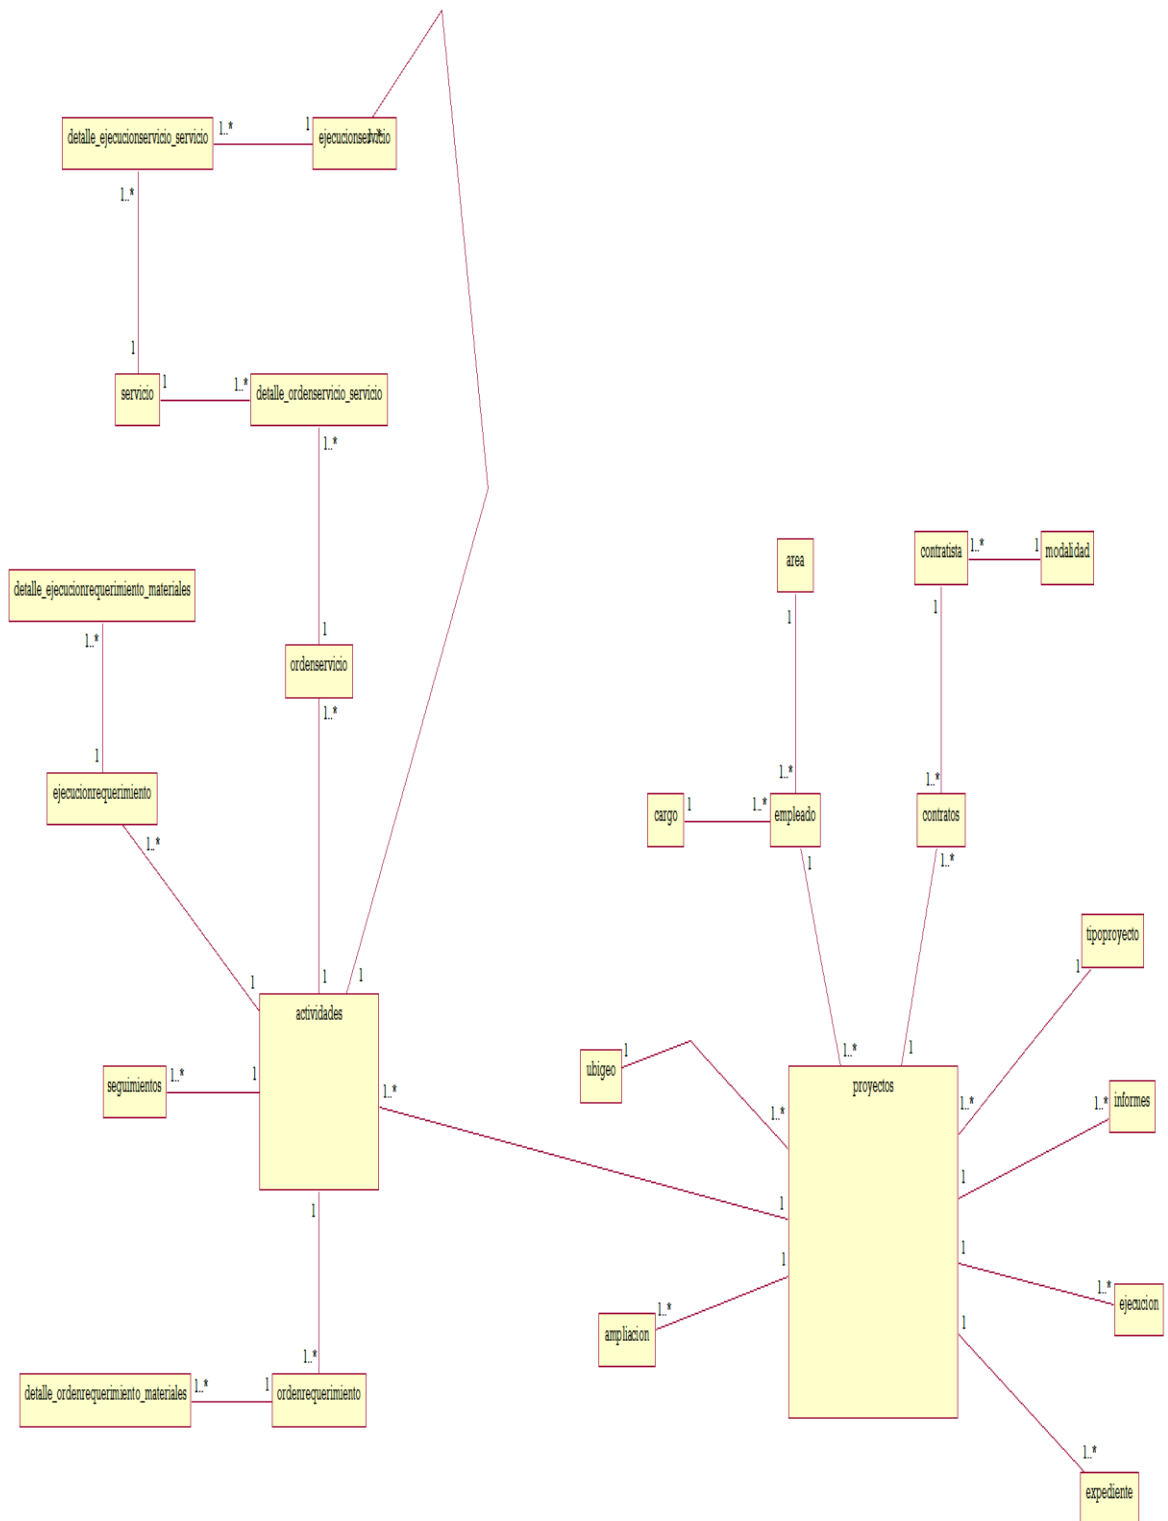 detalle_ejecucionservicio_servicio
1..*
1
ejecucionservicio
1..*
1..*
1
servicio
1
1..*
detalle_ordenservicio_servicio
1..*
detalle_ejecucionrequerimiento_materiales
1..*
1
ejecucionrequerimiento
1..*
1
ordenservicio
1..*
area
1
1..*
contratista
1..*
1
modalidad
1
1..*
cargo
1
1..*
empleado
1
contratos
1..*
tipoproyecto
1
1
1
1
actividades
seguimientos
1..*
1
1..*
ubigeo
1
1..*
1..*
1
proyectos
1..*
1..*
informes
1
1
1
1
1..*
ejecucion
ampliacion
1..*
1
1
1..*
detalle_ordenrequerimiento_materiales
1..*
1
ordenrequerimiento
1..*
expediente